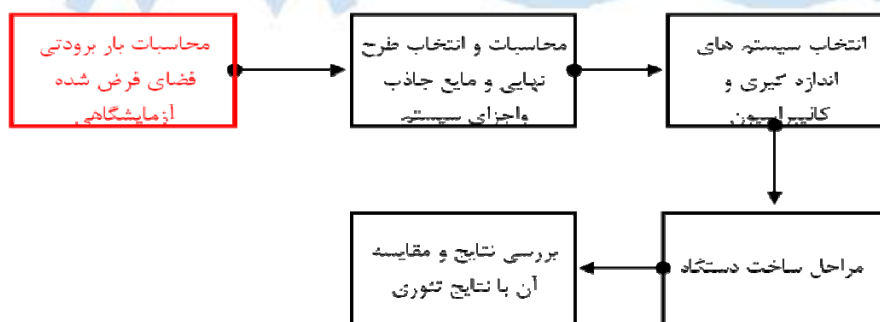 محاسبات بار برودتی
فضای فرض شده
آزمایشگاهی
محاسبات و انتخاب طرح
نهایی و مایع جاذب
واجزای سیستم
انتخاب سیستم های
اندازه گیری و
کالیبراسیون
مراحل ساخت دستگاه
بررسی نتایج و مقایسه
آن با نتایج تئوری